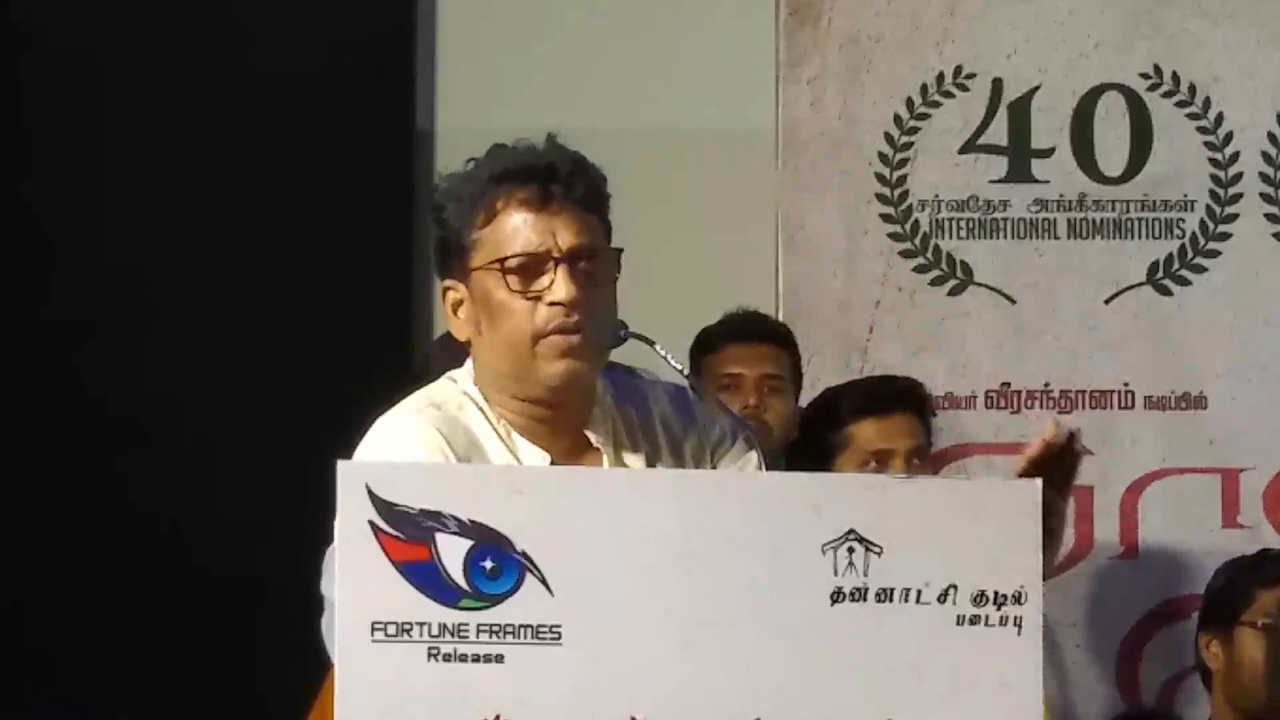 40
சர்வதேச அங்கீகாரங்கள்
INTERNATIONAL NOMINATIONS
வீரசந்தானம் நடிப்பில்
FORTUNE FRAMES
Release
தன்னாட்சி குடில்
படைப்பு